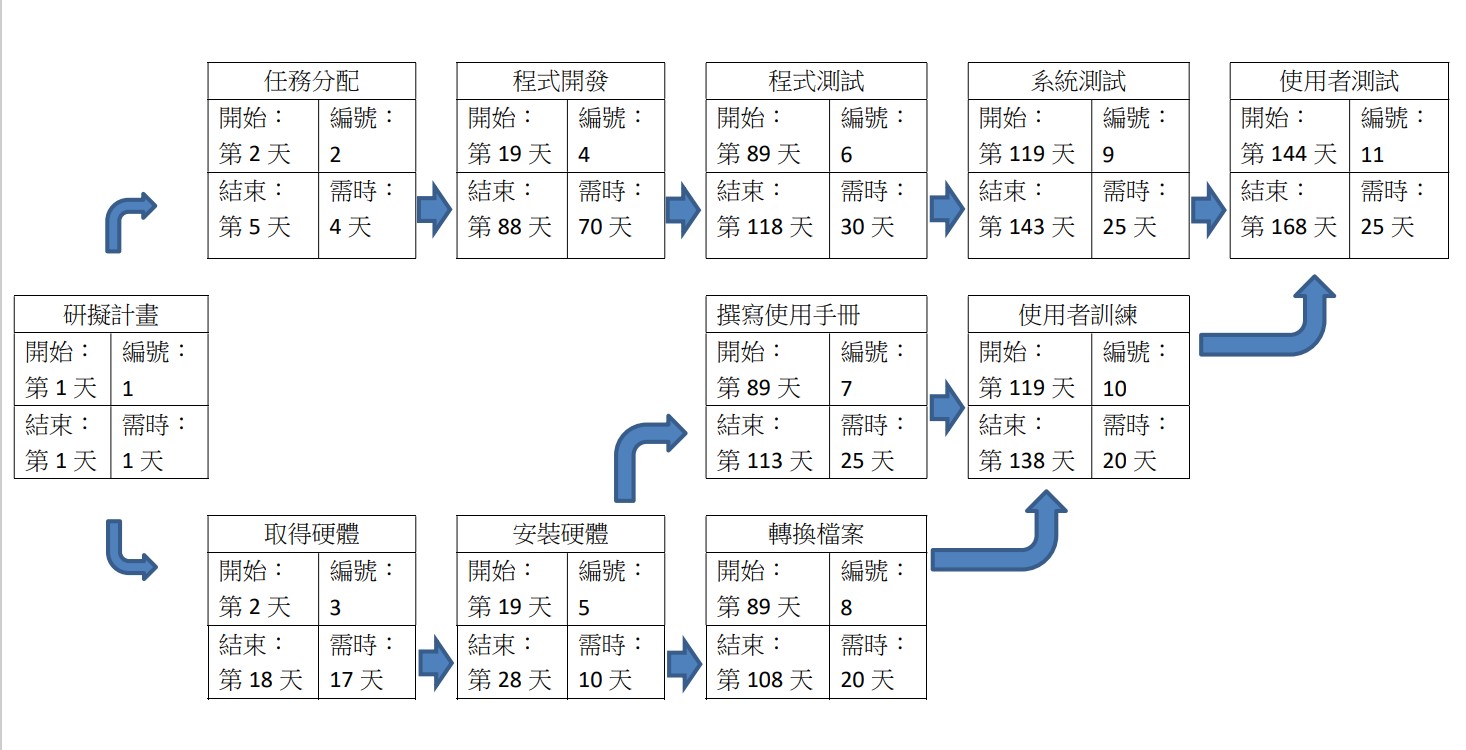 任務分配
開始：
第 2 天
編號：
2
結束：
第 5 天
需時：
4 天
程式開發
開始：
第 19 天
編號：
4
結束：
第 88 天
需時：
70 天
程式測試
開始：
第 89 天
編號：
6
結束：
第 118 天
需時：
30 天
系統測試
開始：
第 119 天
編號：
9
結束：
第 143 天
需時：
25 天
使用者測試
開始：
第 144 天
編號：
11
結束：
第 168 天
需時：
25 天
研擬計畫
開始：
第 1 天
編號：
1
結束：
第 1 天
需時：
1 天
撰寫使用手冊
開始：
第 89 天
編號：
7
結束：
第 113 天
需時：
25 天
使用者訓練
開始：
第 119 天
編號：
10
結束：
第 138 天
需時：
20 天
取得硬體
開始：
第 2 天
編號：
3
結束：
第 18 天
需時：
17 天
安裝硬體
開始：
第 19 天
編號：
5
結束：
第 28 天
需時：
10 天
轉換檔案
開始：
第 89 天
編號：
8
結束：
第 108 天
需時：
20 天